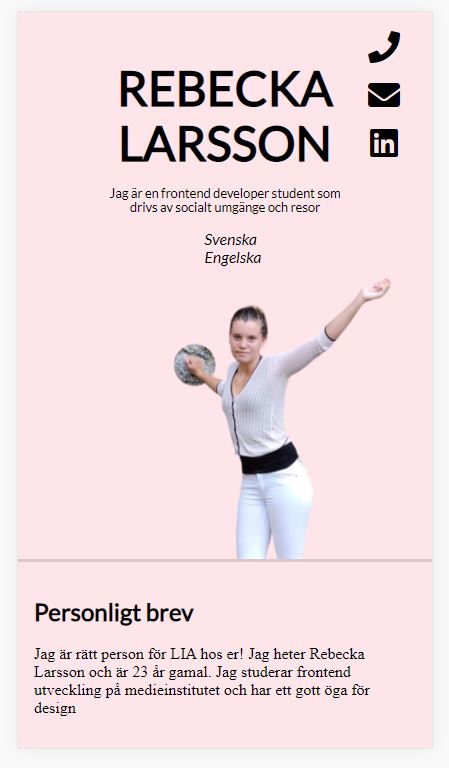 REBECKA
LARSSON
Jag är en frontend developer student som
drivs av socialt umgänge och resor
Svenska
Engelska
Personligt brev
Jag är rätt person för LIA hos er! Jag heter Rebecka
Larsson och är 23 år gamal. Jag studerar frontend
utveckling på medieinstitutet och har ett gott öga för
design